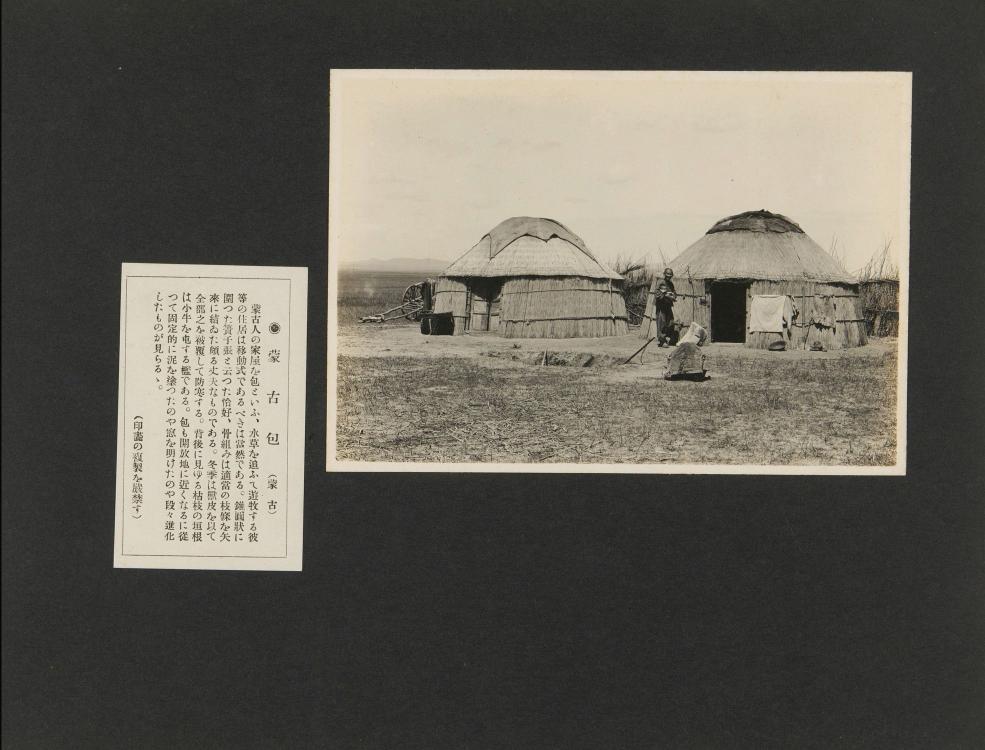 ◉ 蒙古包 （蒙古）
蒙古人の家屋を包といふ、水草を追ふて遊牧する彼
等の住居は移動式であるべきは當然である。錐圓狀に
圍つた簀子張と云つた恰好、骨組みは適當の枝條を矢
來に結ゐた頗る丈夫なものである。冬季は獸皮を以て
全部之を被覆して防寒する。背後に見ゆる枯枝の垣根
は小牛を屯する檻である。包も開放地に近くなるに從
つて固定的に泥を塗つたのや窓を明けたのや段々進化
したものが見らるゝ。
（印畫の複製を嚴禁す）